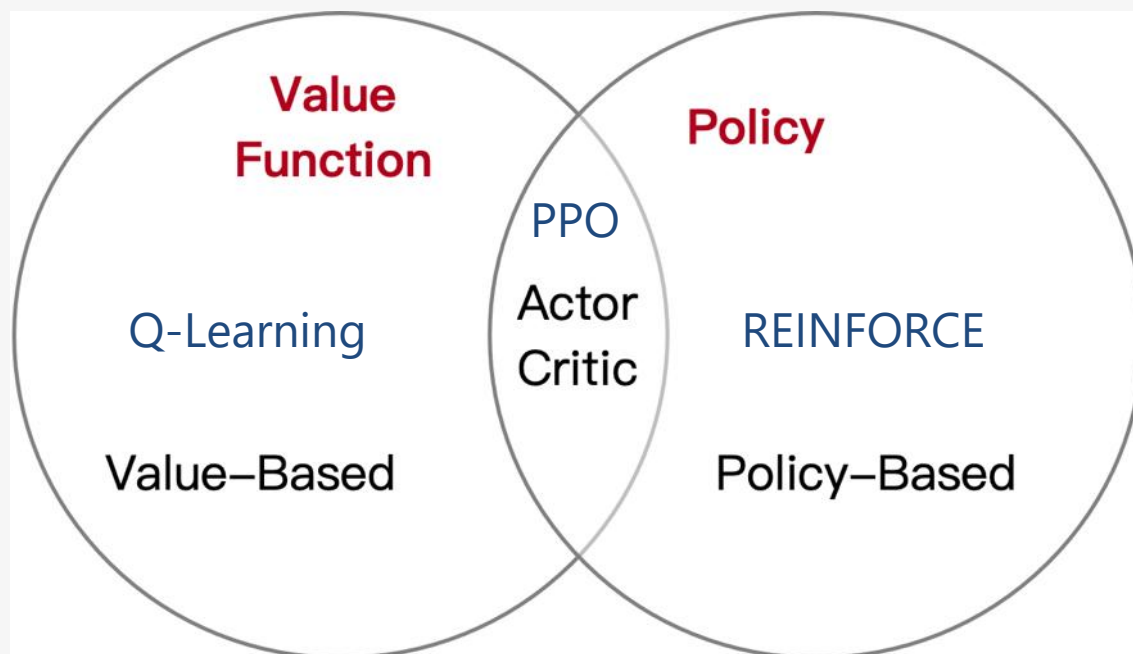 Value
Function
Policy
PPO
Q-Learning
Actor
Critic
REINFORCE
Value–Based
Policy–Based